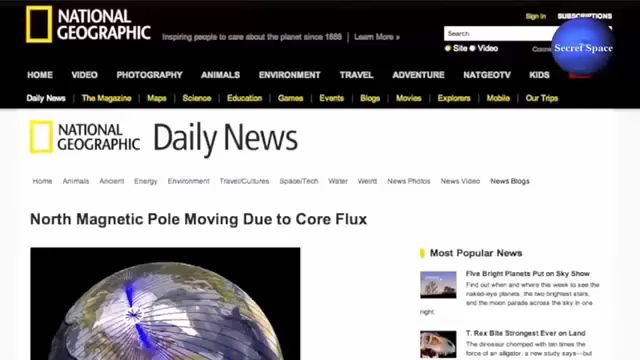 NATIONAL
GEOGRAPHIC
Inspiring people to care about the planet since 1888 | Learn More »
Sign in
SUBSCRIPTIONS
Search
Site
Video
Secret Space
HOME VIDEO PHOTOGRAPHY ANIMALS ENVIRONMENT TRAVEL ADVENTURE NATGEOTV KIDS
Daily News The Magazine Maps Science Education Games Events Blogs Movies Explorers Mobile Our Trips
NATIONAL
GEOGRAPHIC
Daily News
Home Animals Ancient Energy Environment Travel/Cultures Space/Tech Water Weird News Photos News Video News Blogs
North Magnetic Pole Moving Due to Core Flux
Most Popular News
Five Bright Planets Put on Sky Show
Find out when and where this week to see the
naked-eye planets, the two brightest stars,
and the moon parade across the sky in one
night.
T. Rex Bite Strongest Ever on Land
The dinosaur chomped with ten times the
force of an alligator, a new study says—but